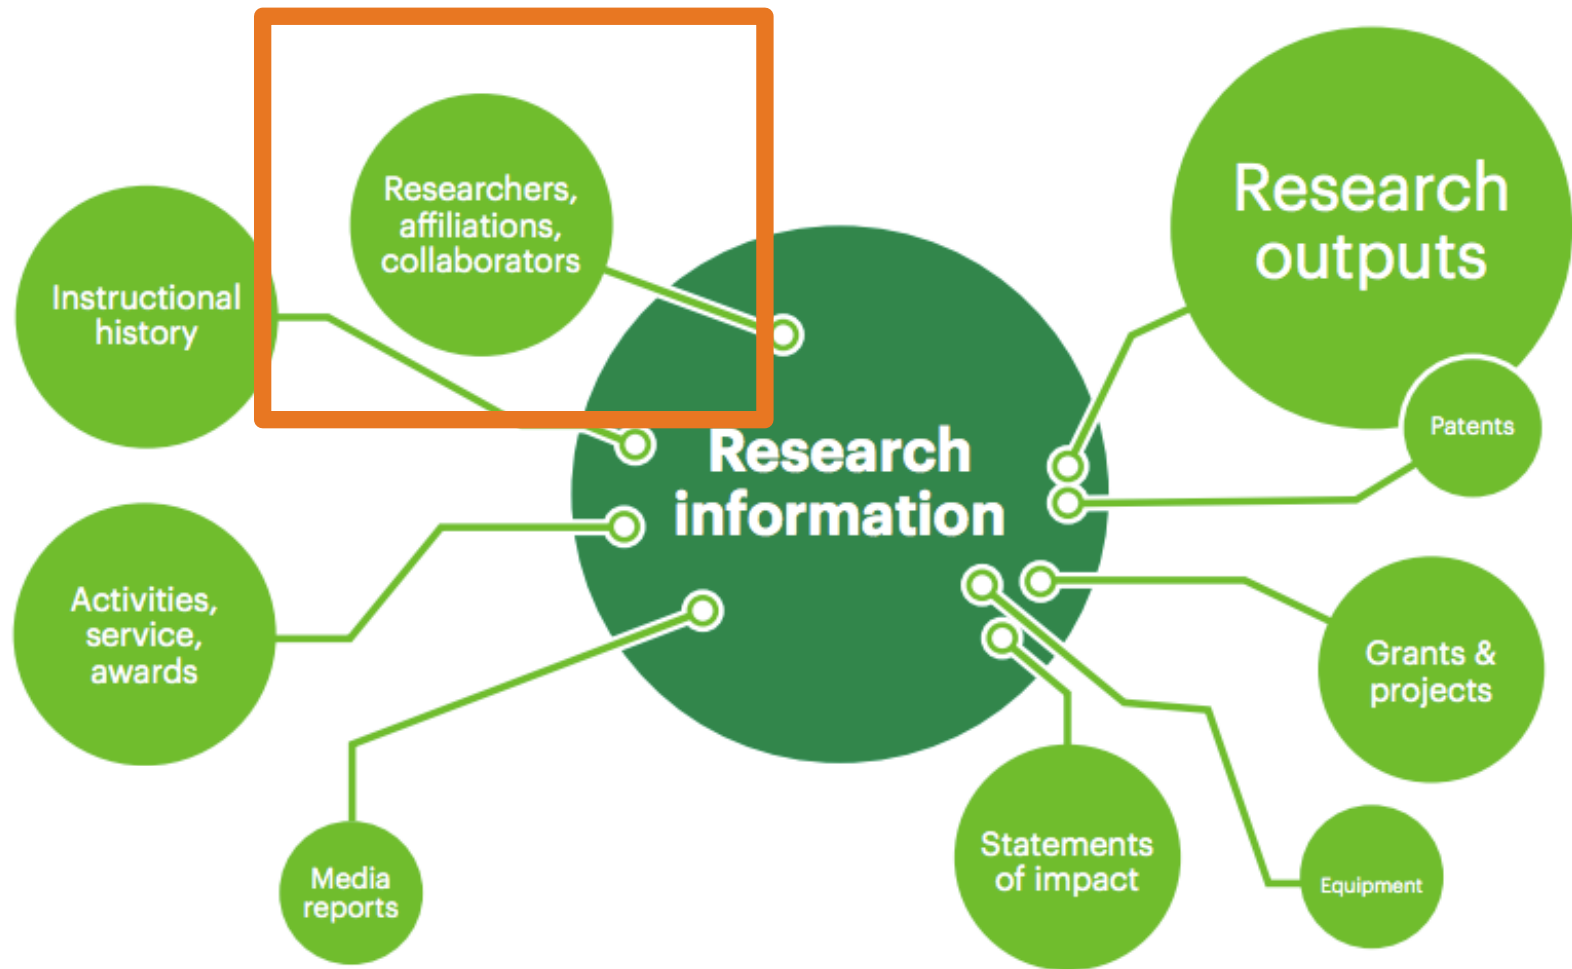 Researchers,
affiliations,
collaborators
Instructional
history
Research
outputs
Patents
Research
information
Activities,
service,
awards
Grants &
projects
Media
reports
Statements
of impact
Equipment